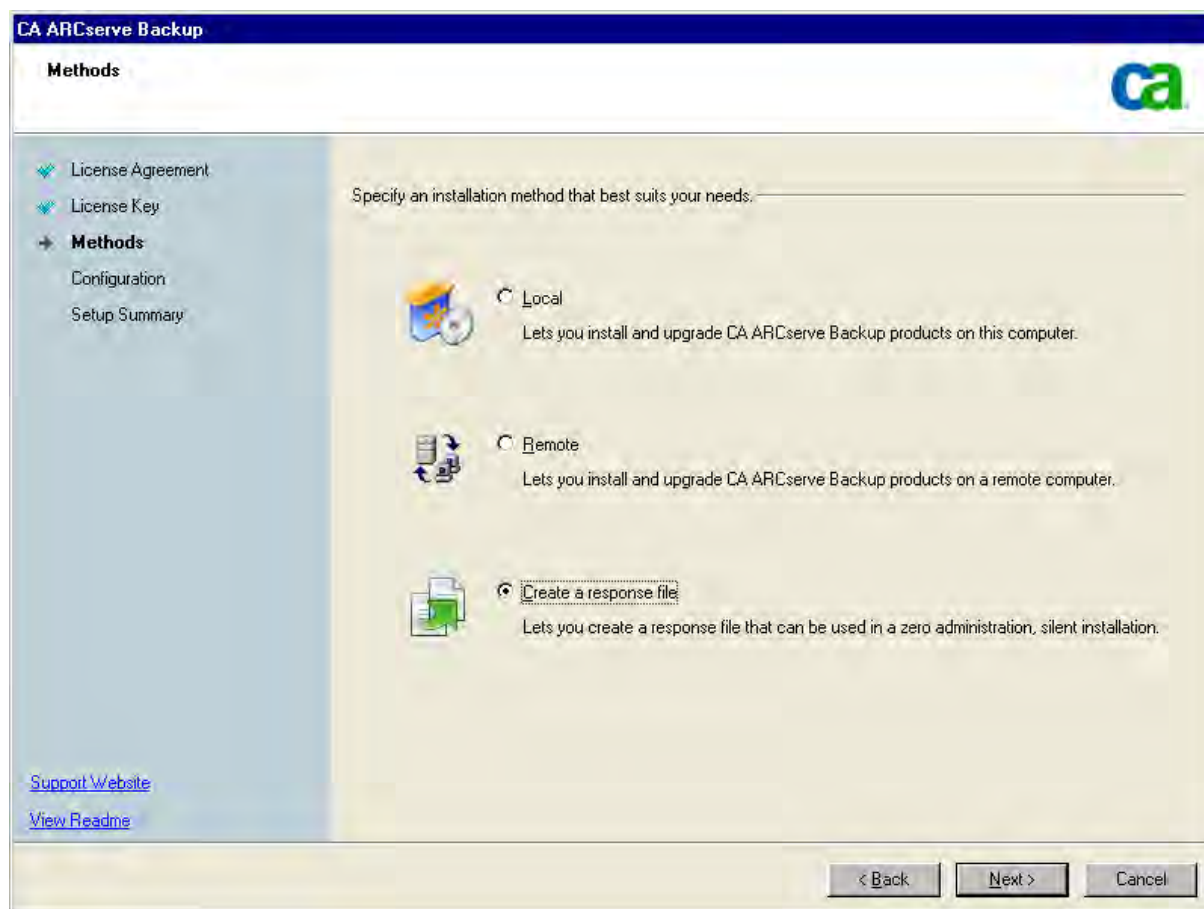 CA ARCserve Backup
Methods
ca
License Agreement
License Key
Methods
Configuration
Setup Summary
Support Website
View Readme
Specify an installation method that best suits your needs.
Local
Lets you install and upgrade CA ARCserve Backup products on this computer.
Remote
Lets you install and upgrade CA ARCserve Backup products on a remote computer.
Create a response file
Lets you create a response file that can be used in a zero administration, silent installation.
< Back
Next >
Cancel